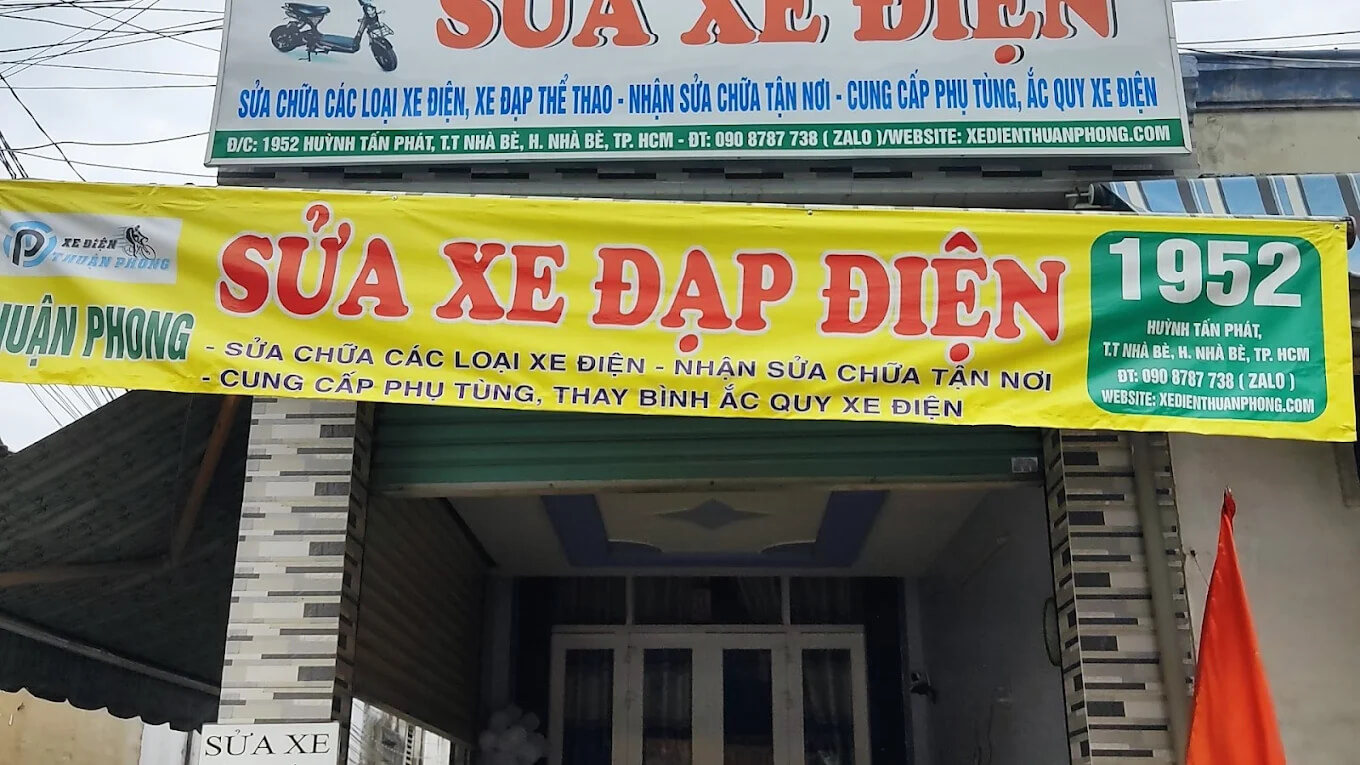 SỬA XE ĐIỆN
SỬA CHỮA CÁC LOẠI XE ĐIỆN, XE ĐẠP THỂ THAO - NHẬN SỬA CHỮA TẬN NƠI - CUNG CẤP PHỤ TÙNG, ẮC QUY XE ĐIỆN
Đ/C: 1952 HUỲNH TẤN PHÁT, T.T NHÀ BÈ, H. NHÀ BÈ, TP. HCM - ĐT: 090 8787 738 ( ZALO )/WEBSITE: XEDIENTHUANPHONG.COM
XE ĐIỆN
THUẬN PHONG
HUẬN PHONG
SỬA XE ĐẠP ĐIỆN
- SỬA CHỮA CÁC LOẠI XE ĐIỆN - NHẬN SỬA CHỮA TẬN NƠI
- CUNG CẤP PHỤ TÙNG, THAY BÌNH ẮC QUY XE ĐIỆN
1952
HUỲNH TẤN PHÁT,
T.T NHÀ BÈ, H. NHÀ BÈ, TP. HCM
ĐT: 090 8787 738 ( ZALO )
WEBSITE: XEDIENTHUANPHONG.COM
SỬA XE